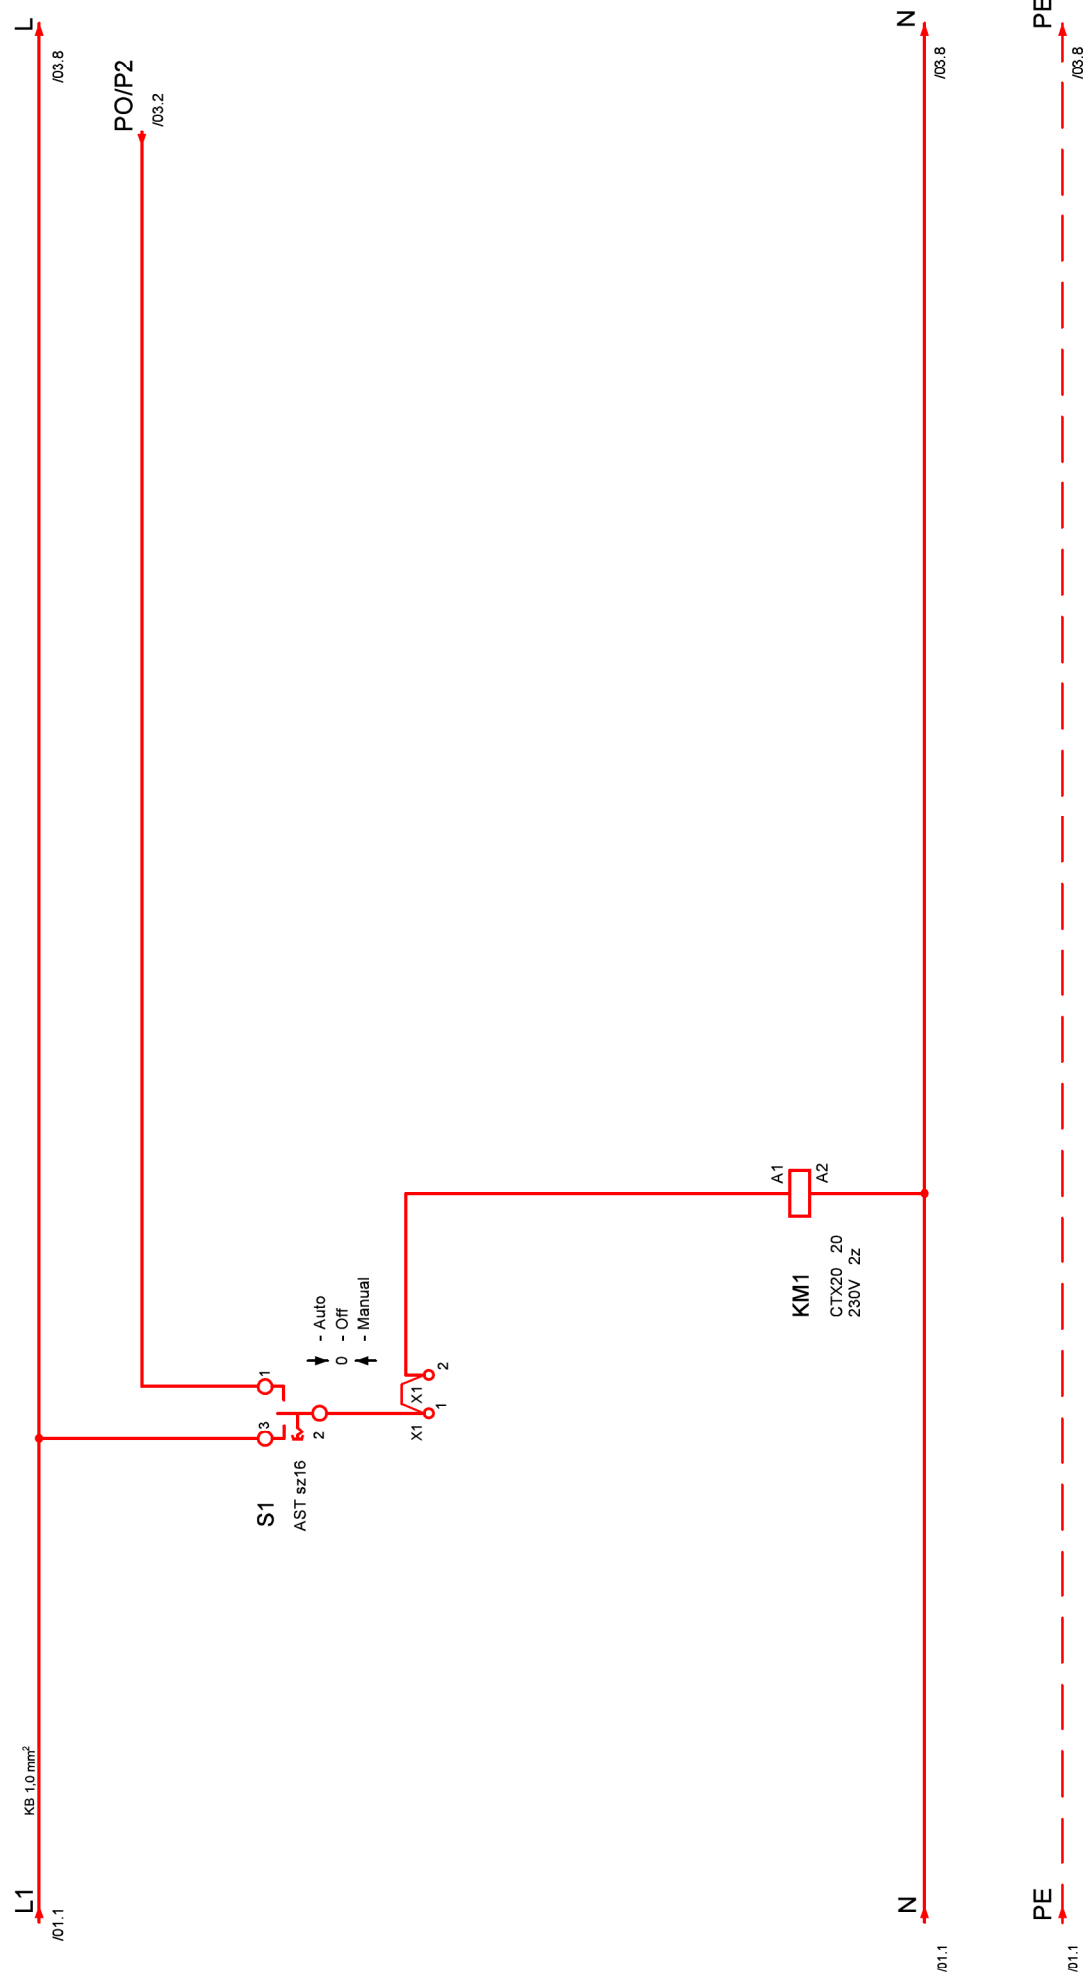 L1
/01.1
KB 1,0 mm²
L
/03.8
PO/P2
/03.2
S1
AST sz16
3
1
2
- Auto
0 - Off
- Manual
X1
1
X1
2
KM1
CTX20 20
230V 2z
A1
A2
N
/01.1
N
/03.8
PE
/01.1
PE
/03.8